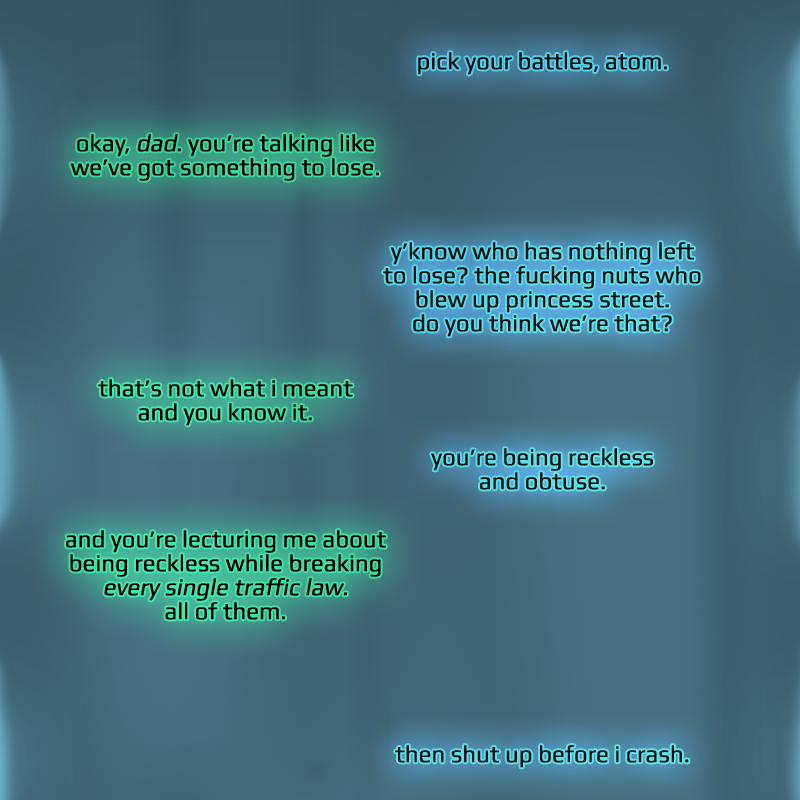 pick your battles, atom.
okay, dad. you're talking like
we've got something to lose.
y'know who has nothing left
to lose? the fucking nuts who
blew up princess street.
do you think we're that?
that's not what i meant
and you know it.
you're being reckless
and obtuse.
and you're lecturing me about
being reckless while breaking
every single traffic law.
all of them.
then shut up before i crash.